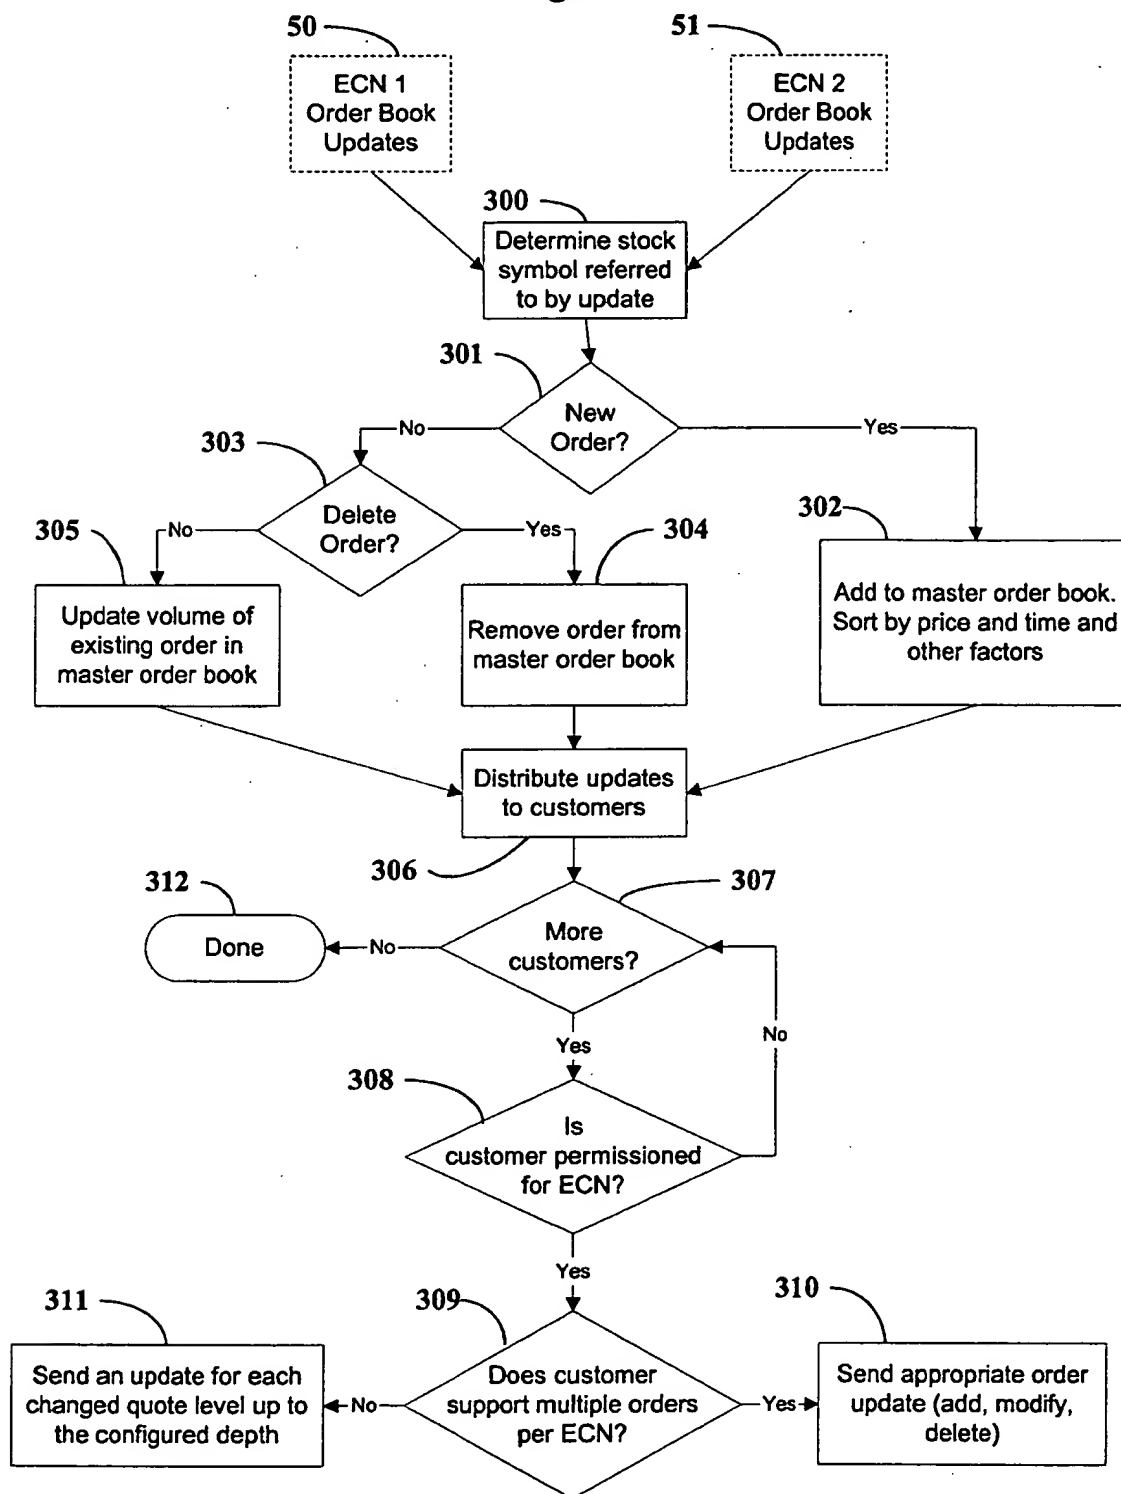 50
51
ECN 1
Order Book
Updates
ECN 2
Order Book
Updates
300
Determine stock
symbol referred
to by update
301
New
Order?
No
Yes
303
Delete
Order?
No
Yes
305
304
302
Update volume of
existing order in
master order book
Remove order from
master order book
Add to master order book.
Sort by price and time and
other factors
Distribute updates
to customers
306
307
312
Done
No
More
customers?
Yes
No
308
Is
customer permissioned
for ECN?
Yes
311
309
310
Send an update for each
changed quote level up to
the configured depth
No
Does customer
support multiple orders
per ECN?
Yes
Send appropriate order
update (add, modify,
delete)